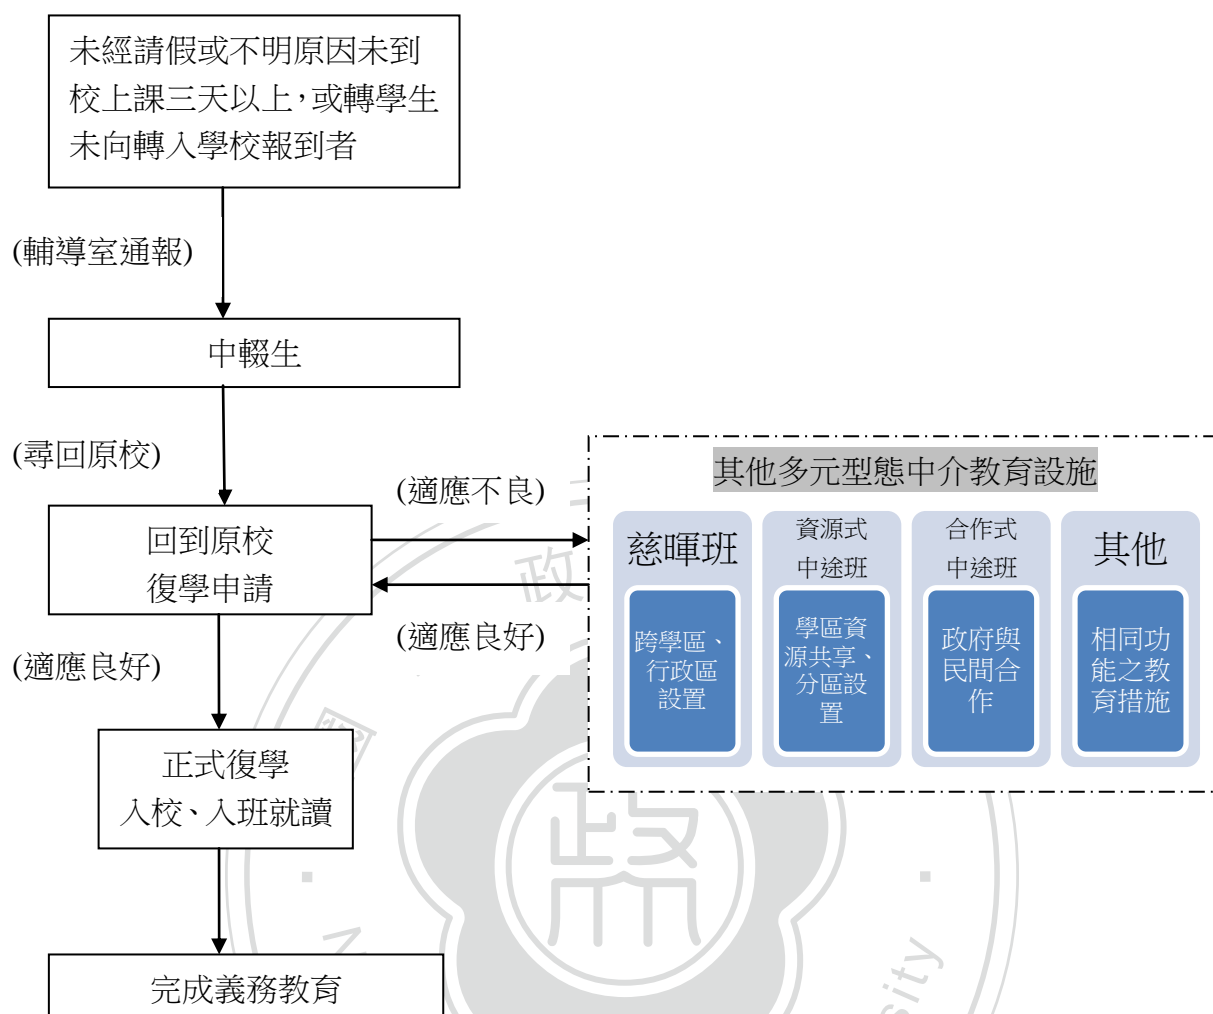 未經請假或不明原因未到
校上課三天以上,或轉學生
未向轉入學校報到者
(輔導室通報)
中輟生
(尋回原校)
回到原校
復學申請
(適應不良)
(適應良好)
(適應良好)
其他多元型態中介教育設施
慈暉班
跨學區、
行政區
設置
資源式
中途班
學區資
源共享、
分區設
置
合作式
中途班
政府與
民間合
作
其他
相同功
能之教
育措施
正式復學
入校、入班就讀
完成義務教育
政
sity